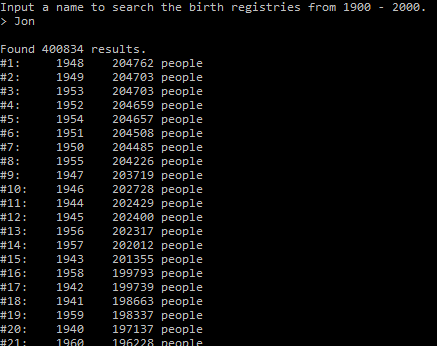 Input a name to search the birth registries from 1900 - 2000.
> Jon
Found 400834 results.
#1: 1948 204762 people
#2: 1949 204703 people
#3: 1953 204703 people
#4: 1952 204659 people
#5: 1954 204657 people
#6: 1951 204508 people
#7: 1950 204485 people
#8: 1955 204226 people
#9: 1947 203719 people
#10: 1946 202728 people
#11: 1944 202429 people
#12: 1945 202400 people
#13: 1956 202317 people
#14: 1957 202012 people
#15: 1943 201355 people
#16: 1958 199793 people
#17: 1942 199739 people
#18: 1941 198663 people
#19: 1959 198337 people
#20: 1940 197137 people
#21: 1960 196228 people